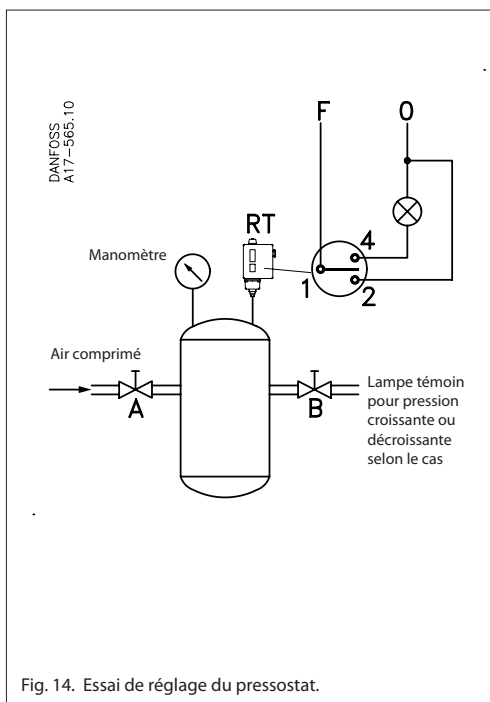 DANFOSS
A17-565.10
F
O
RT
4
1
2
Manomètre
Air comprimé
A
B
Lampe témoin
pour pression
croissante ou
décroissante
selon le cas
Fig. 14. Essai de réglage du pressostat.